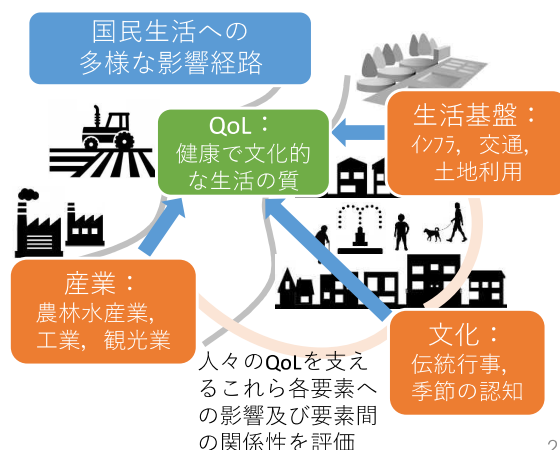 国民生活への
多様な影響経路
QoL：
健康で文化的
な生活の質
生活基盤：
ｲﾝﾌﾗ，交通，
土地利用
産業：
農林水産業，
工業，観光業
文化：
伝統行事，
季節の認知
人々のQoLを支え
るこれら各要素へ
の影響及び要素間
の関係性を評価
2